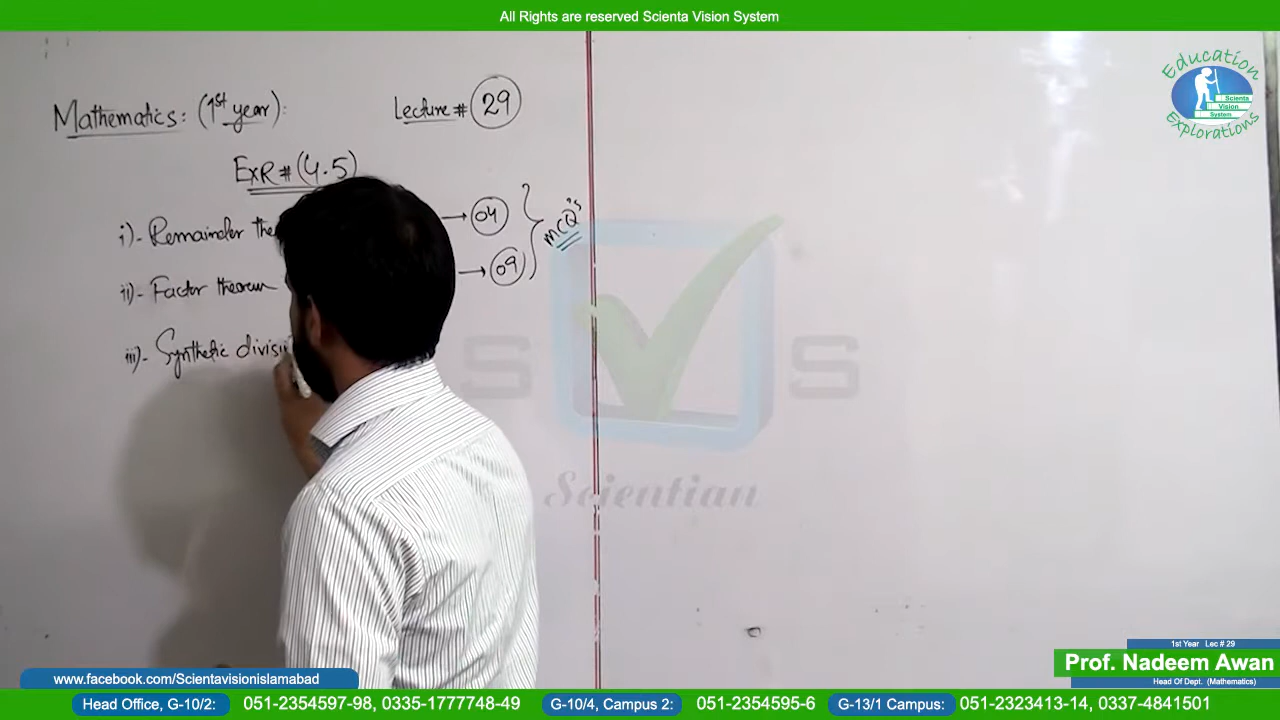 All Rights are reserved Scienta Vision System
Education
Scienta
Vision
System
Explorations
Mathematics: (1st year):
Lecture # 29
ExR # (4.5)
i)- Remainder the
→ 04
ii)- Factor theorem
→ 09
MCQ's
iii)- Synthetic divisi
S S
Scientian
1st Year Lec # 29
Prof. Nadeem Awan
Head Of Dept. (Mathematics)
www.facebook.com/Scientavisionislamabad
Head Office, G-10/2: 051-2354597-98, 0335-1777748-49 G-10/4, Campus 2: 051-2354595-6 G-13/1 Campus: 051-2323413-14, 0337-4841501